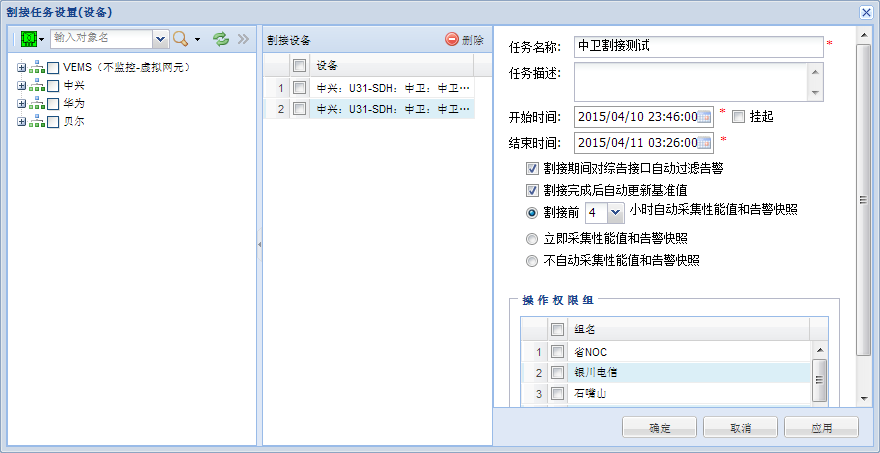 割接任务设置(设备)
输入对象名
VEMS（不监控-虚拟网元）
中兴
华为
贝尔
割接设备
删除
设备
1 中兴：U31-SDH：中卫：中卫…
2 中兴：U31-SDH：中卫：中卫…
任务名称: 中卫割接测试 *
任务描述:
开始时间: 2015/04/10 23:46:00 * 挂起
结束时间: 2015/04/11 03:26:00 *
割接期间对综告接口自动过滤告警
割接完成后自动更新基准值
割接前 4 小时自动采集性能值和告警快照
立即采集性能值和告警快照
不自动采集性能值和告警快照
操作权限组
组名
1 省NOC
2 银川电信
3 石嘴山
确定 取消 应用